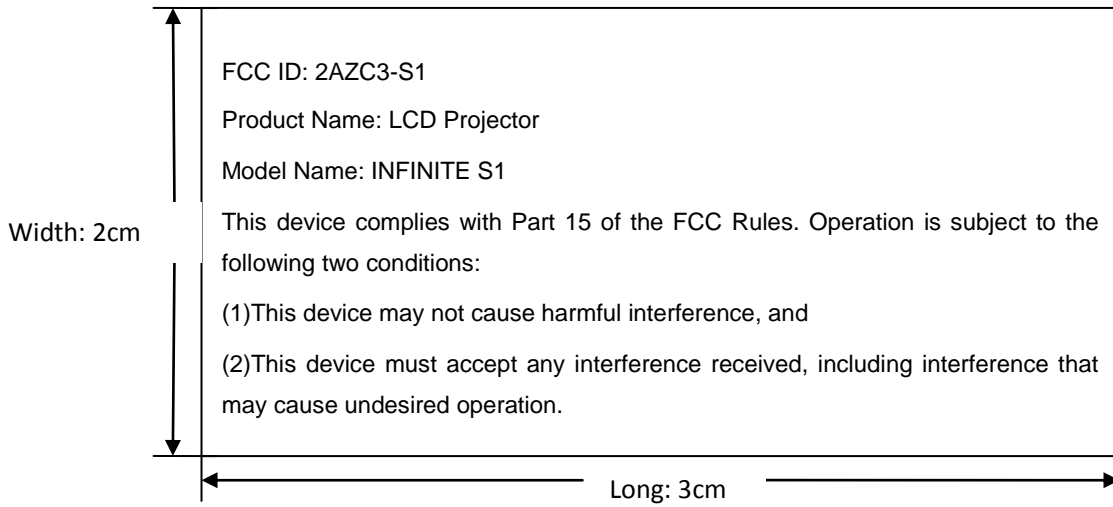 FCC ID: 2AZC3-S1
Product Name: LCD Projector
Model Name: INFINITE S1
Width: 2cm
This device complies with Part 15 of the FCC Rules. Operation is subject to the
following two conditions:
(1)This device may not cause harmful interference, and
(2)This device must accept any interference received, including interference that
may cause undesired operation.
Long: 3cm